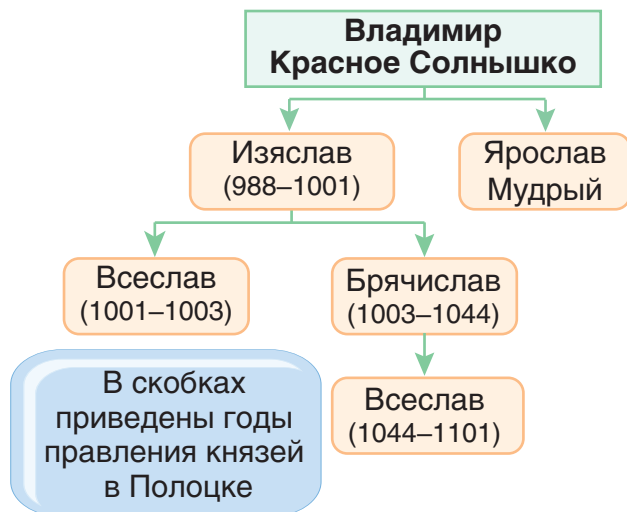 Владимир
Красное Солнышко
Изяслав
(988–1001)
Ярослав
Мудрый
Всеслав
(1001–1003)
Брячислав
(1003–1044)
В скобках
приведены годы
правления князей
в Полоцке
Всеслав
(1044–1101)